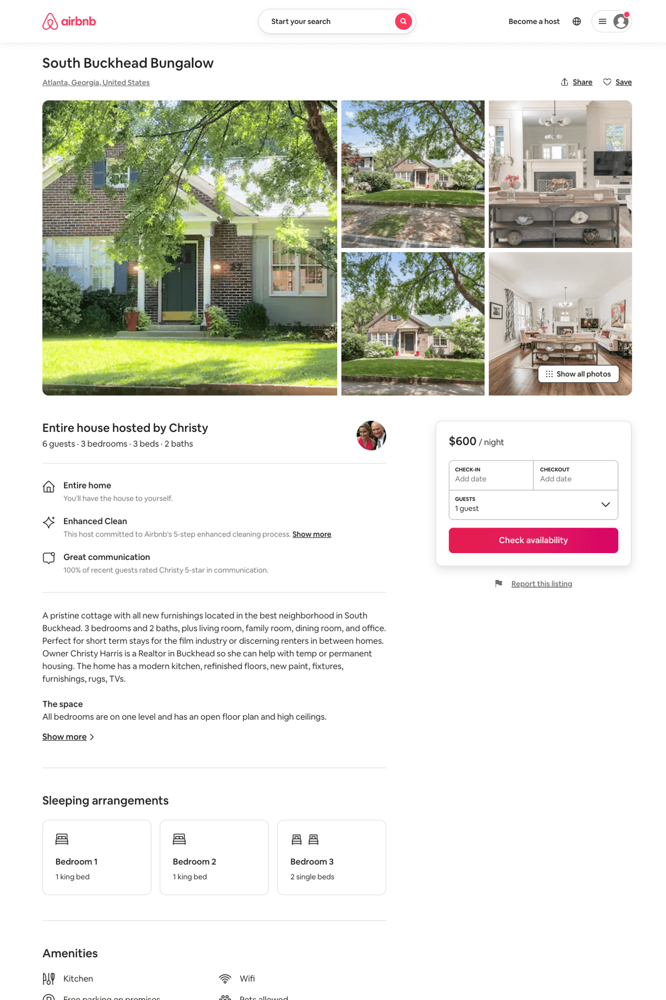 airbnb
Start your search
Become a host
South Buckhead Bungalow
Atlanta, Georgia, United States
Share
Save
Show all photos
Entire house hosted by Christy
6 guests · 3 bedrooms · 3 beds · 2 baths
$600 / night
CHECK-IN
Add date
CHECKOUT
Add date
GUESTS
1 guest
Check availability
Report this listing
Entire home
You'll have the house to yourself.
Enhanced Clean
This host committed to Airbnb's 5-step enhanced cleaning process. Show more
Great communication
100% of recent guests rated Christy 5-star in communication.
A pristine cottage with all new furnishings located in the best neighborhood in South
Buckhead. 3 bedrooms and 2 baths, plus living room, family room, dining room, and office.
Perfect for short term stays for the film industry or discerning renters in between homes.
Owner Christy Harris is a Realtor in Buckhead so she can help with temp or permanent
housing. The home has a modern kitchen, refinished floors, new paint, fixtures,
furnishings, rugs, TVs.
The space
All bedrooms are on one level and has an open floor plan and high ceilings.
Show more
Sleeping arrangements
Bedroom 1
1 king bed
Bedroom 2
1 king bed
Bedroom 3
2 single beds
Amenities
Kitchen
Wifi
Free parking on premises
Pets allowed